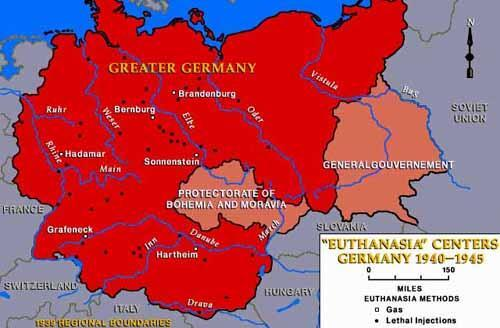 GREATER GERMANY
Vistula
Bug
Brandenburg
SOVIET
UNION
Ruhr
Weser
Bernburg
Elbe
Oder
Rhine
Hadamar
Main
Sonnenstein
GENERALGOUVERNEMENT
PROTECTORATE OF
BOHEMIA AND MORAVIA
FRANCE
Grafeneck
Inn
Danube
March
SLOVAKIA
Hartheim
"EUTHANASIA" CENTERS
GERMANY 1940–1945
0 150
MILES
EUTHANASIA METHODS
Gas
Lethal Injections
SWITZERLAND
HUNGARY
ITALY
Drava
1939 REGIONAL BOUNDARIES
N